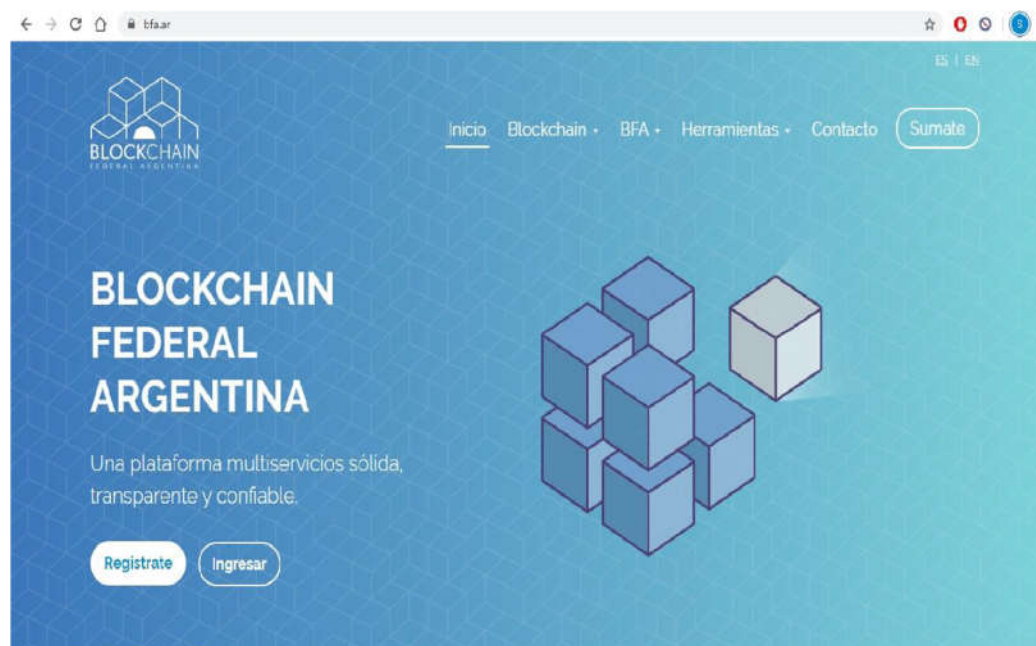 bfa.ar
S
ES | EN
BLOCKCHAIN
FEDERAL ARGENTINA
Inicio Blockchain BFA Herramientas Contacto Sumate
BLOCKCHAIN
FEDERAL
ARGENTINA
Una plataforma multiservicios sólida,
transparente y confiable.
Registrate Ingresar